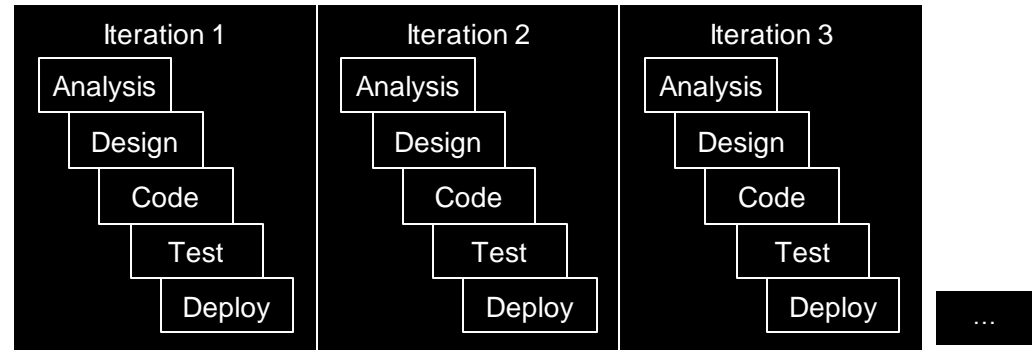 Iteration 1
Analysis
Design
Code
Test
Deploy
Iteration 2
Analysis
Design
Code
Test
Deploy
Iteration 3
Analysis
Design
Code
Test
Deploy
…